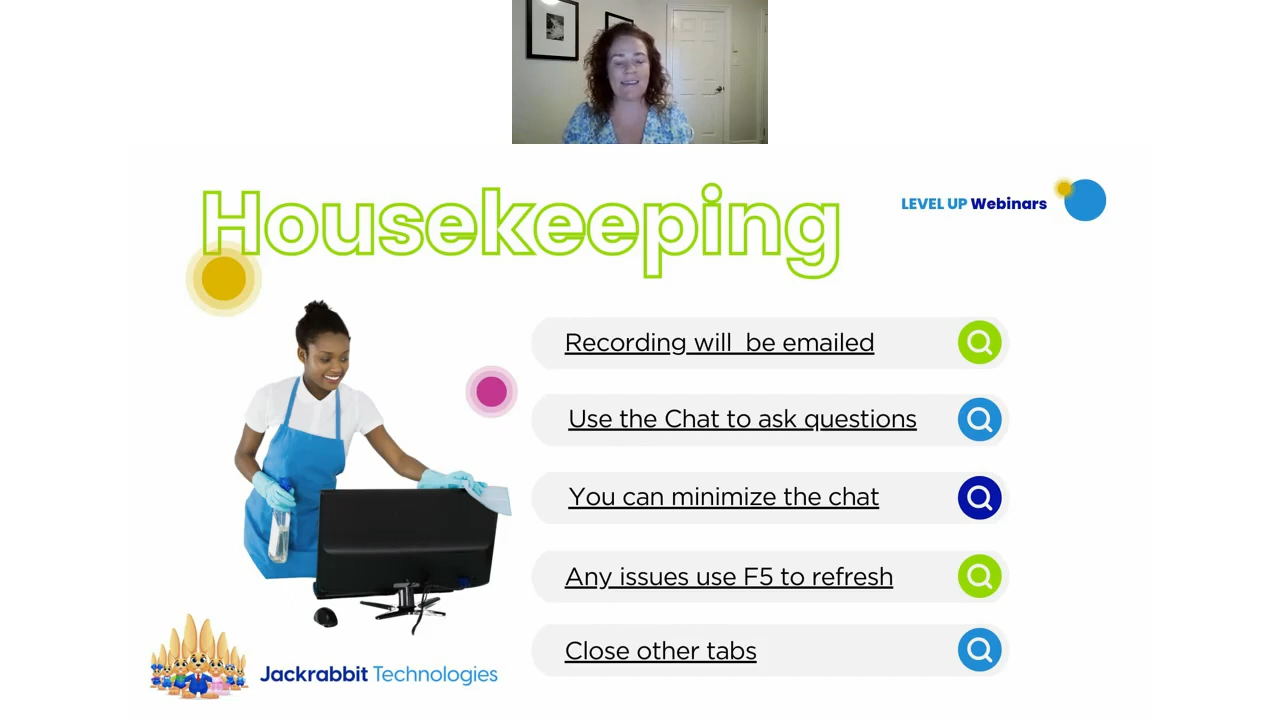 Housekeeping
LEVEL UP Webinars
Recording will be emailed
Use the Chat to ask questions
You can minimize the chat
Any issues use F5 to refresh
Close other tabs
Jackrabbit Technologies